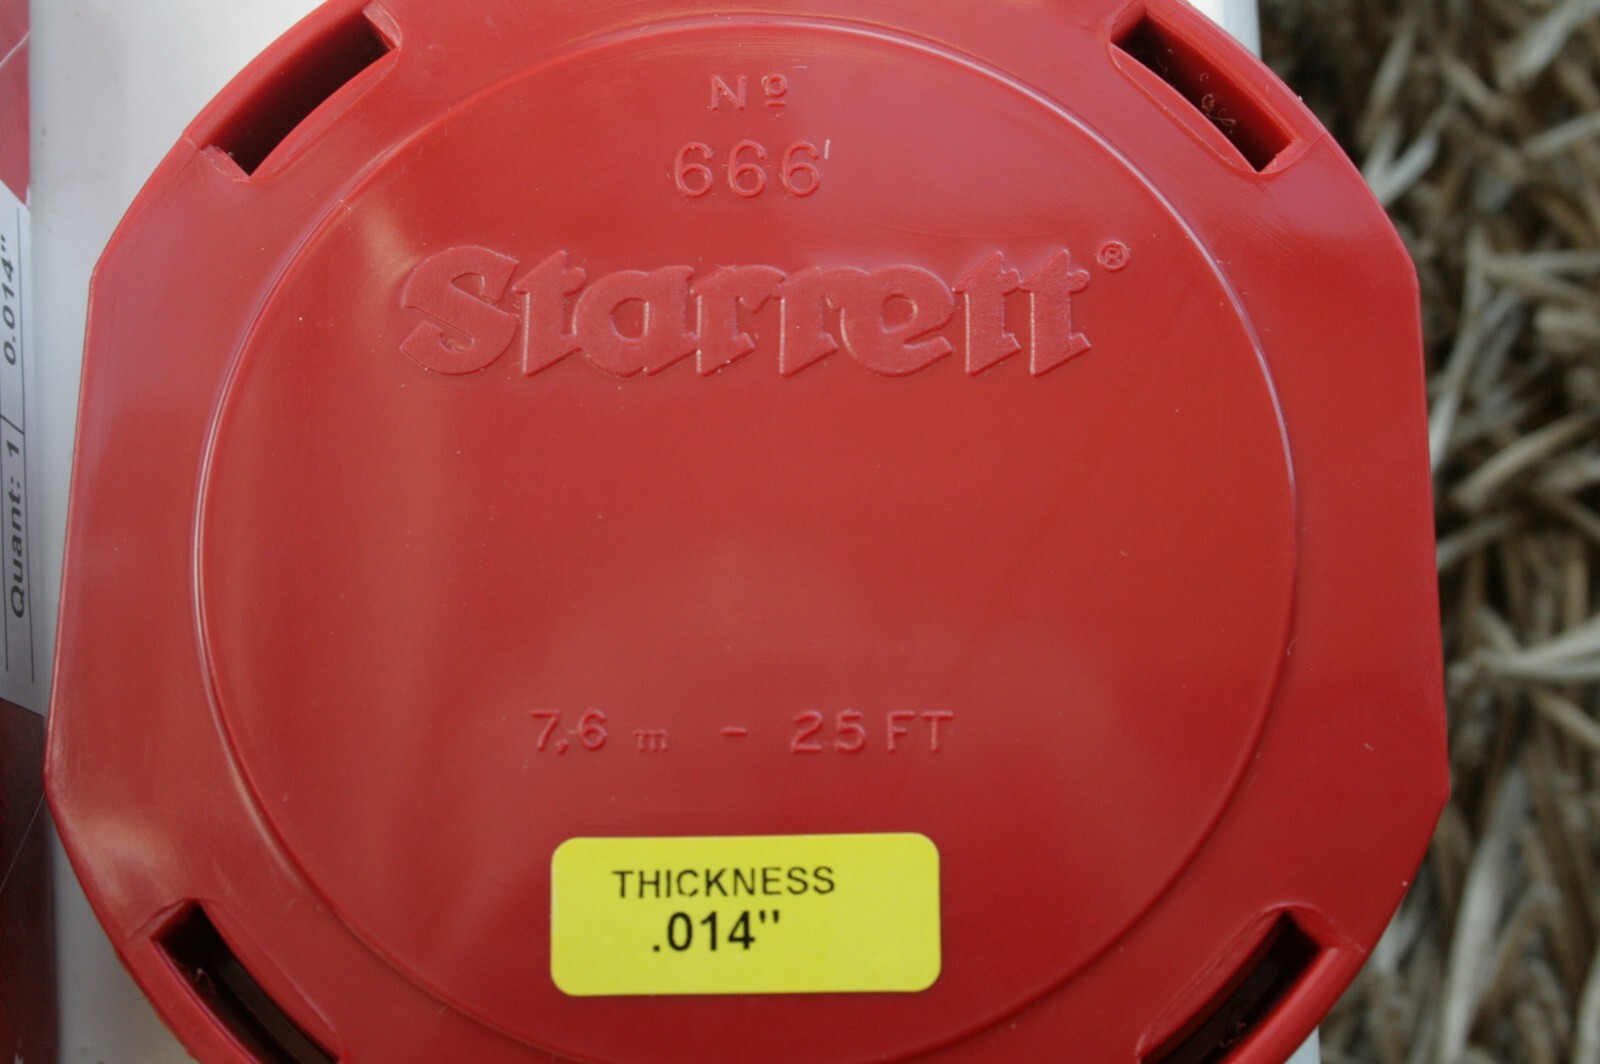 Nº
666
Starrett®
7,6 m - 25 FT
THICKNESS
.014"
Quant: 1 0.014"